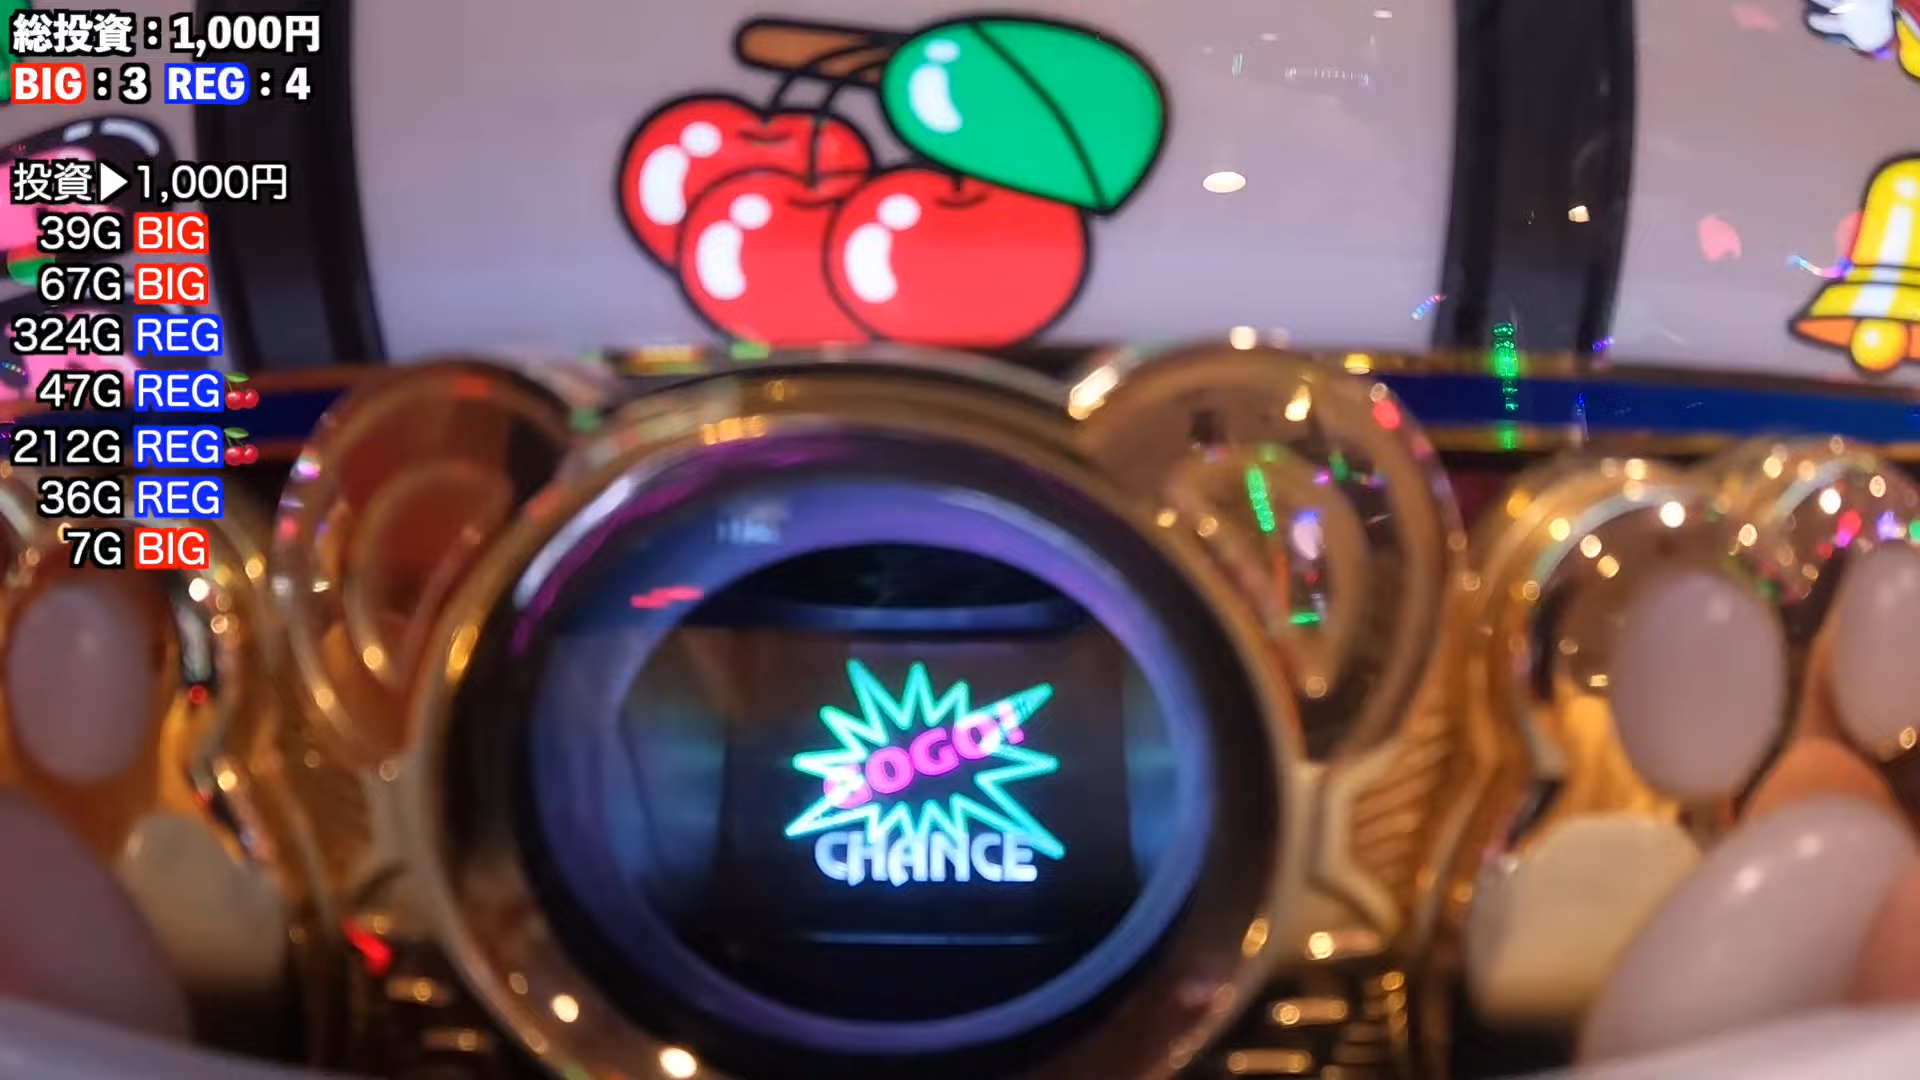 総投資：1,000円
BIG：3 REG：4
投資▶1,000円
39G BIG
67G BIG
324G REG
47G REG🍒
212G REG🍒
36G REG
7G BIG
GOGO!
CHANCE